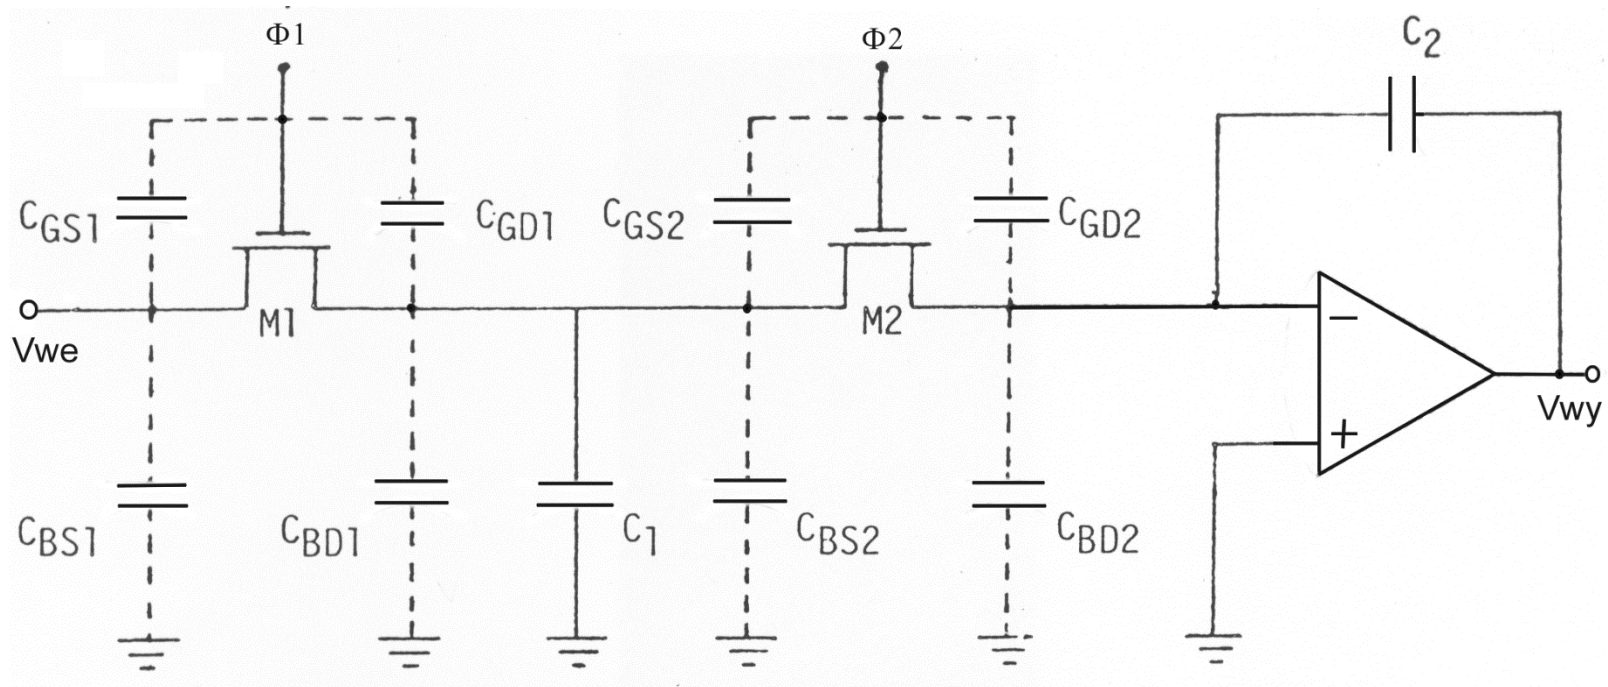 Φ1
Φ2
C2
CGS1
CGD1
CGS2
CGD2
M1
M2
Vwe
−
+
Vwy
CBS1
CBD1
C1
CBS2
CBD2